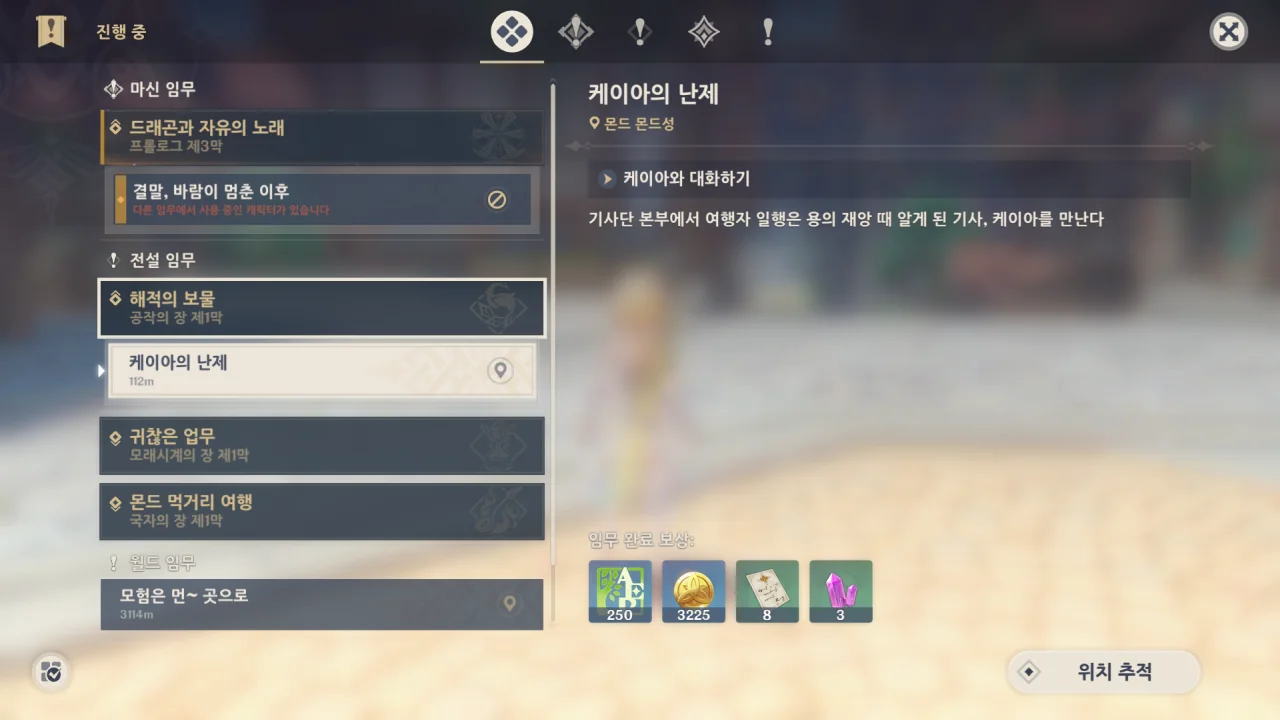 진행 중
마신 임무
드래곤과 자유의 노래
프롤로그 제3막
결말, 바람이 멈춘 이후
다른 임무에서 사용 중인 캐릭터가 있습니다
전설 임무
해적의 보물
공작의 장 제1막
케이아의 난제
112m
귀찮은 업무
모래시계의 장 제1막
몬드 먹거리 여행
국자의 장 제1막
월드 임무
모험은 먼~ 곳으로
3114m
케이아의 난제
몬드 몬드성
케이아와 대화하기
기사단 본부에서 여행자 일행은 용의 재앙 때 알게 된 기사, 케이아를 만난다
임무 완료 보상:
250
3225
8
3
위치 추적